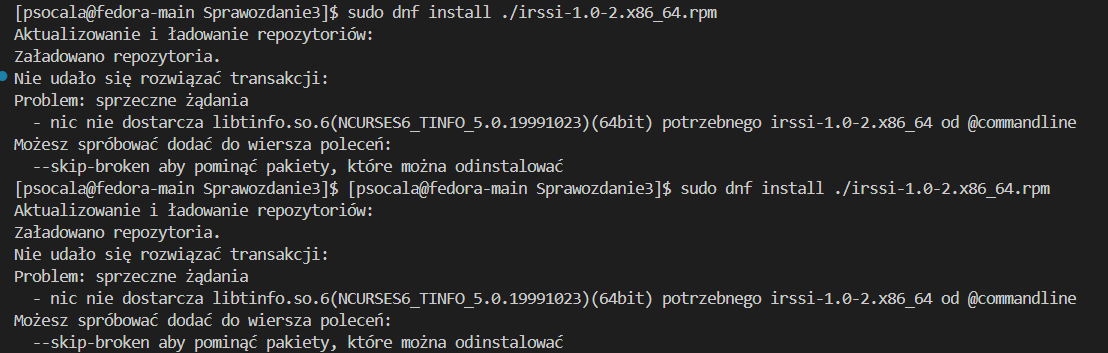 [psocala@fedora-main Sprawozdanie3]$ sudo dnf install ./irssi-1.0-2.x86_64.rpm
Aktualizowanie i ładowanie repozytoriów:
Załadowano repozytoria.
Nie udało się rozwiązać transakcji:
Problem: sprzeczne żądania
  - nic nie dostarcza libtinfo.so.6(NCURSES6_TINFO_5.0.19991023)(64bit) potrzebnego irssi-1.0-2.x86_64 od @commandline
Możesz spróbować dodać do wiersza poleceń:
  --skip-broken aby pominąć pakiety, które można odinstalować
[psocala@fedora-main Sprawozdanie3]$ [psocala@fedora-main Sprawozdanie3]$ sudo dnf install ./irssi-1.0-2.x86_64.rpm
Aktualizowanie i ładowanie repozytoriów:
Załadowano repozytoria.
Nie udało się rozwiązać transakcji:
Problem: sprzeczne żądania
  - nic nie dostarcza libtinfo.so.6(NCURSES6_TINFO_5.0.19991023)(64bit) potrzebnego irssi-1.0-2.x86_64 od @commandline
Możesz spróbować dodać do wiersza poleceń:
  --skip-broken aby pominąć pakiety, które można odinstalować